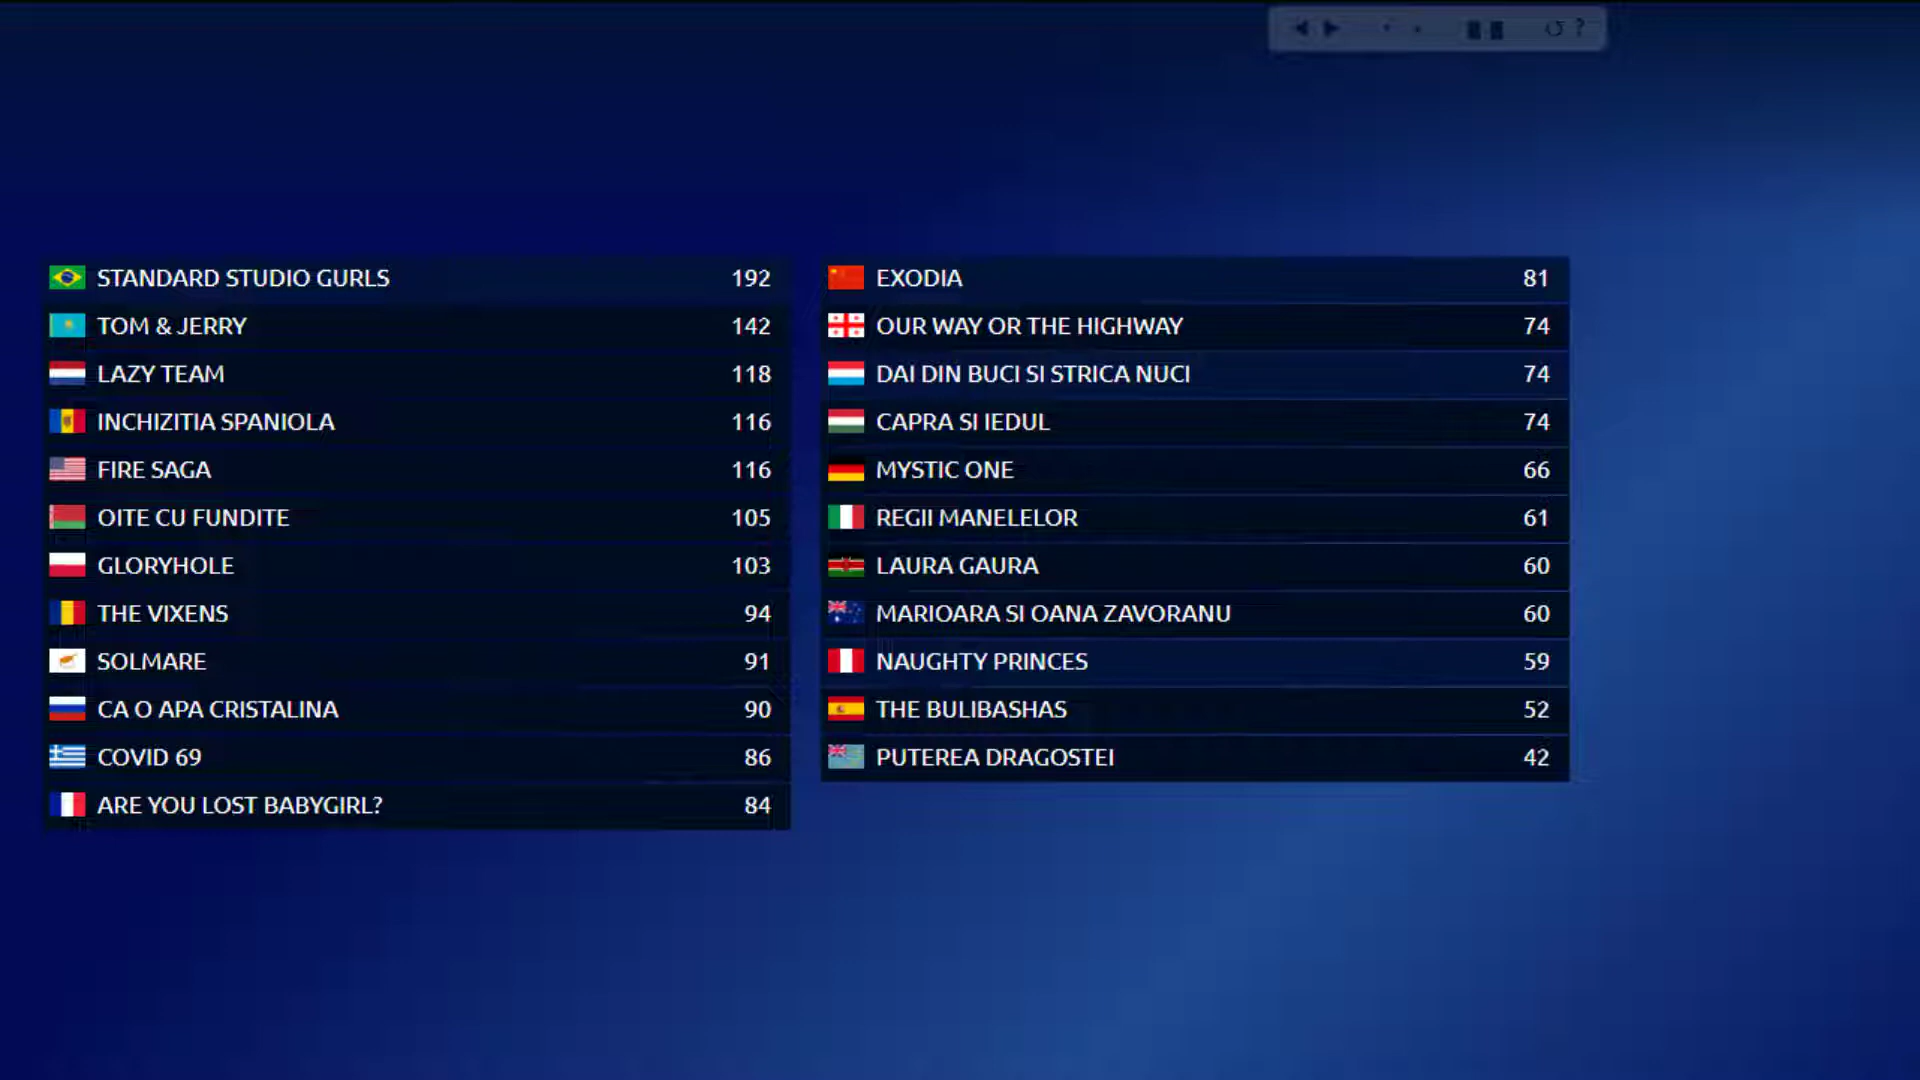 STANDARD STUDIO GURLS 192
TOM & JERRY 142
LAZY TEAM 118
INCHIZITIA SPANIOLA 116
FIRE SAGA 116
OITE CU FUNDITE 105
GLORYHOLE 103
THE VIXENS 94
SOLMARE 91
CA O APA CRISTALINA 90
COVID 69 86
ARE YOU LOST BABYGIRL? 84
EXODIA 81
OUR WAY OR THE HIGHWAY 74
DAI DIN BUCI SI STRICA NUCI 74
CAPRA SI IEDUL 74
MYSTIC ONE 66
REGII MANELELOR 61
LAURA GAURA 60
MARIOARA SI OANA ZAVORANU 60
NAUGHTY PRINCES 59
THE BULIBASHAS 52
PUTEREA DRAGOSTEI 42